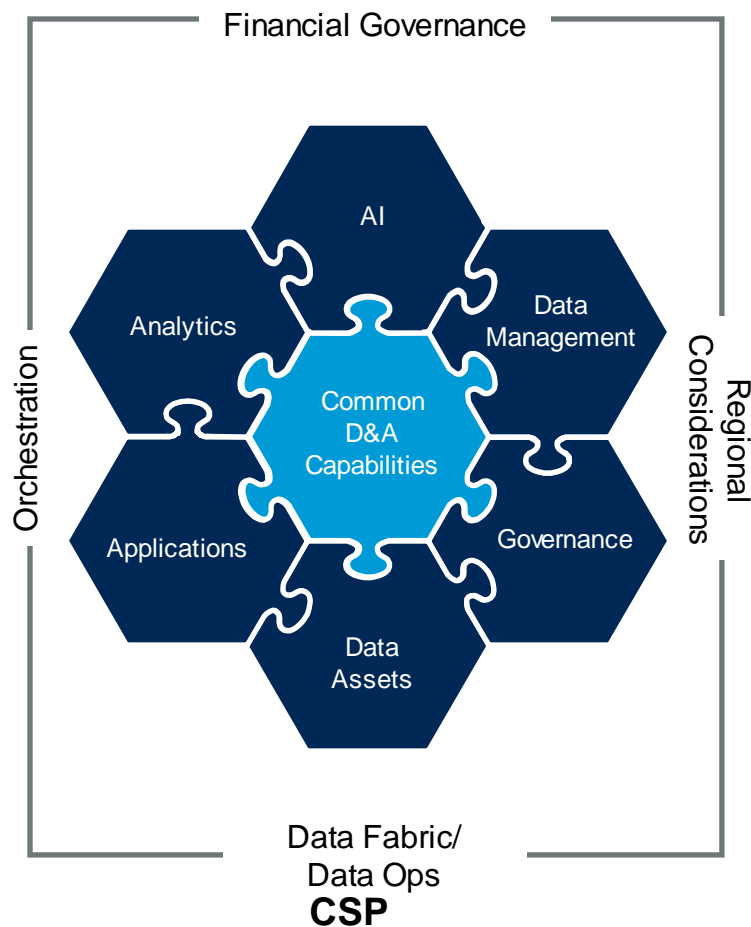 Financial Governance
AI
Analytics
Data
Management
Orchestration
Common
D&A
Capabilities
Regional
Considerations
Applications
Governance
Data
Assets
Data Fabric/
Data Ops
CSP